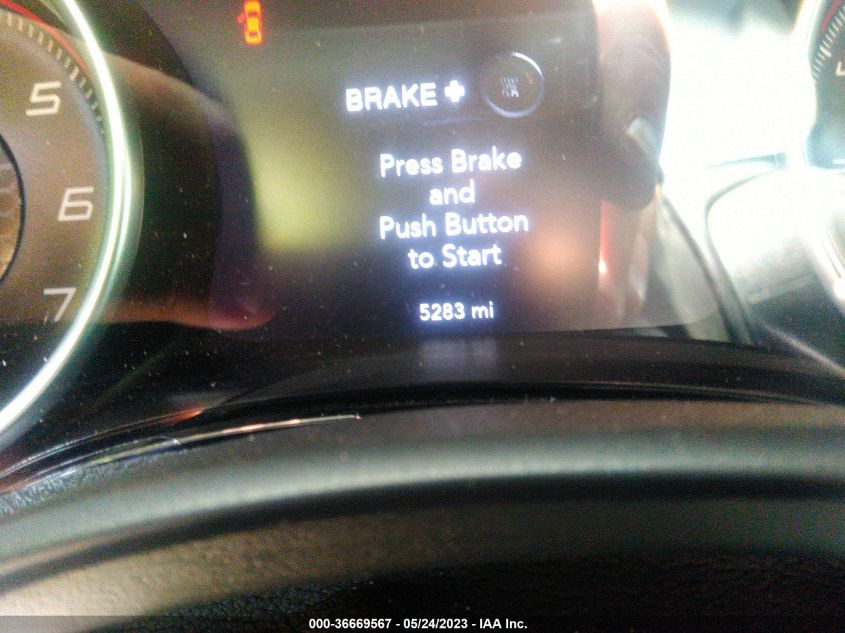 5
6
7
BRAKE +
Press Brake
and
Push Button
to Start
5283 mi
000-36669567 - 05/24/2023 - IAA Inc.